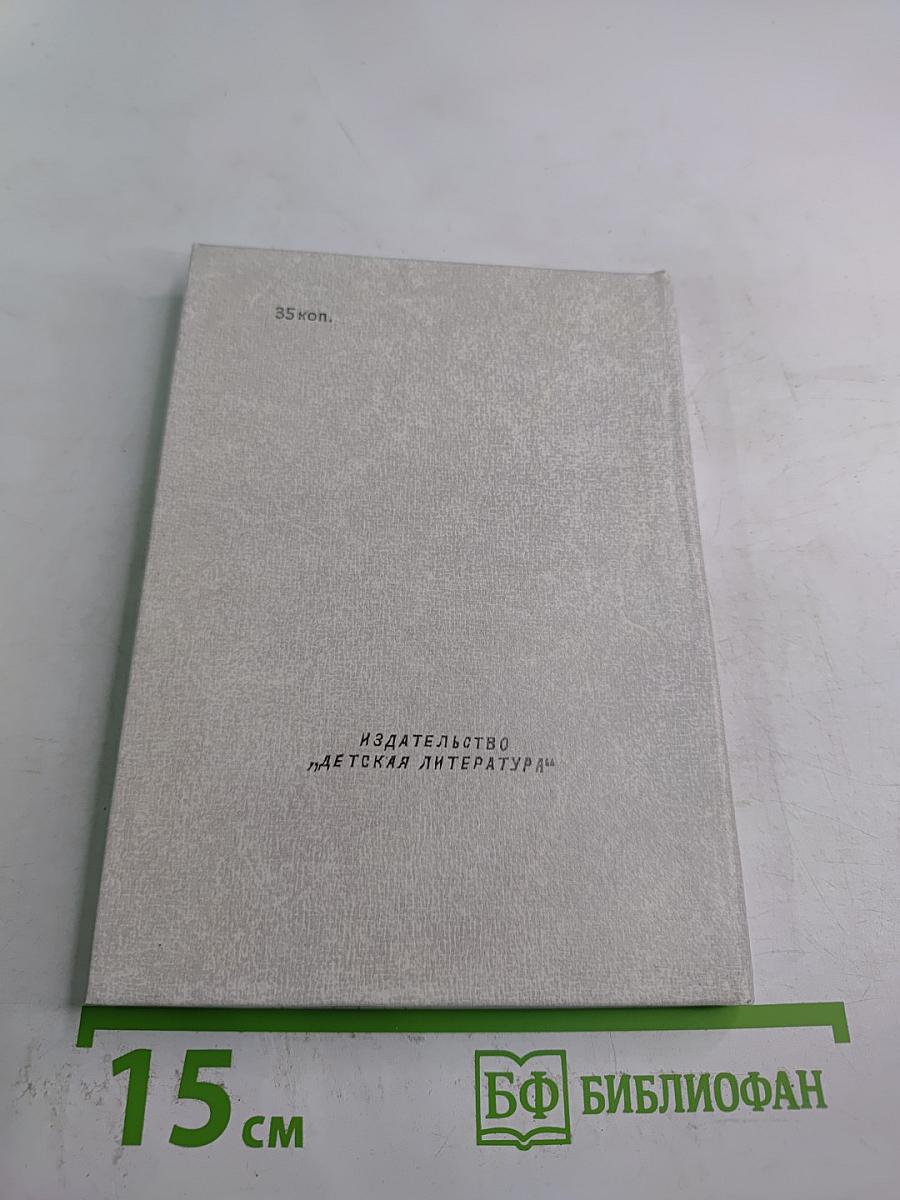 35 коп.
ИЗДАТЕЛЬСТВО
„ДЕТСКАЯ ЛИТЕРАТУРА“
15 см
БФ БИБЛИОФАН